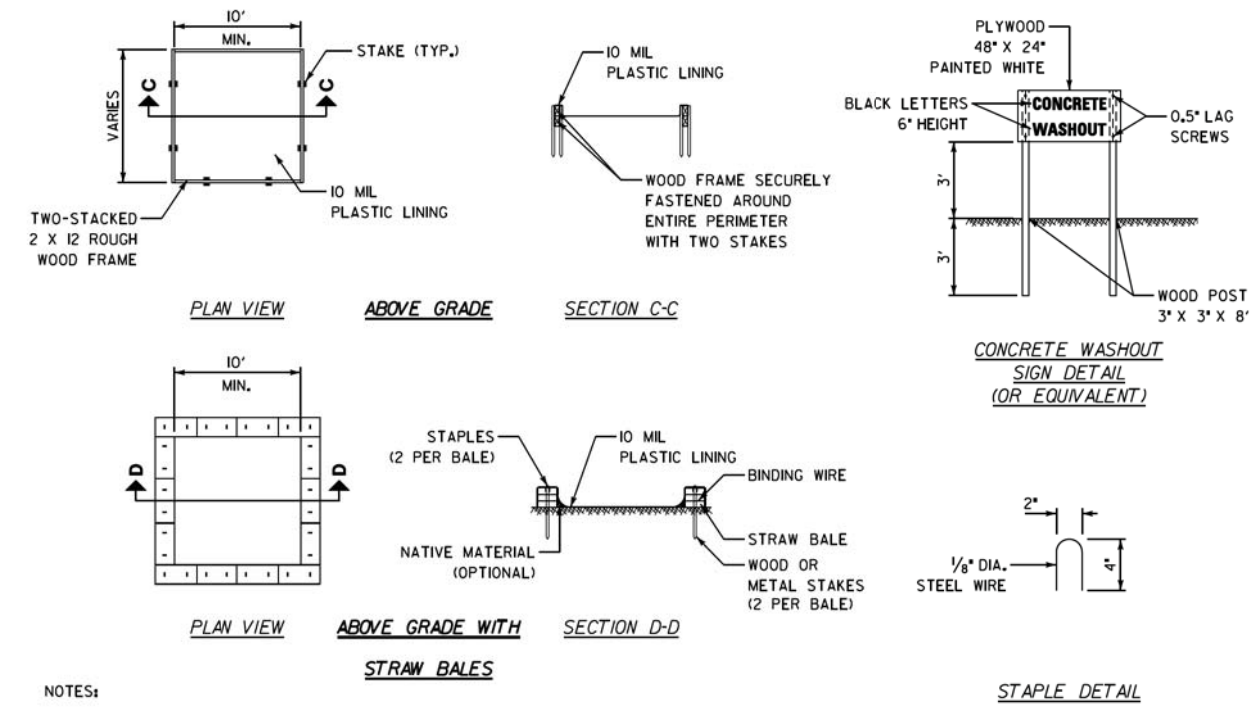 10'
MIN.
STAKE (TYP.)
C
C
VARIES
10 MIL
PLASTIC LINING
TWO-STACKED
2 X 12 ROUGH
WOOD FRAME
PLAN VIEW
ABOVE GRADE
10 MIL
PLASTIC LINING
WOOD FRAME SECURELY
FASTENED AROUND
ENTIRE PERIMETER
WITH TWO STAKES
SECTION C-C
PLYWOOD
48" X 24"
PAINTED WHITE
BLACK LETTERS
6" HEIGHT
CONCRETE
WASHOUT
0.5" LAG
SCREWS
3'
3'
WOOD POST
3" X 3" X 8'
CONCRETE WASHOUT
SIGN DETAIL
(OR EQUIVALENT)
10'
MIN.
D
D
PLAN VIEW
ABOVE GRADE WITH
STRAW BALES
STAPLES
(2 PER BALE)
10 MIL
PLASTIC LINING
BINDING WIRE
NATIVE MATERIAL
(OPTIONAL)
STRAW BALE
WOOD OR
METAL STAKES
(2 PER BALE)
SECTION D-D
2"
1/8" DIA.
STEEL WIRE
4"
STAPLE DETAIL
NOTES: